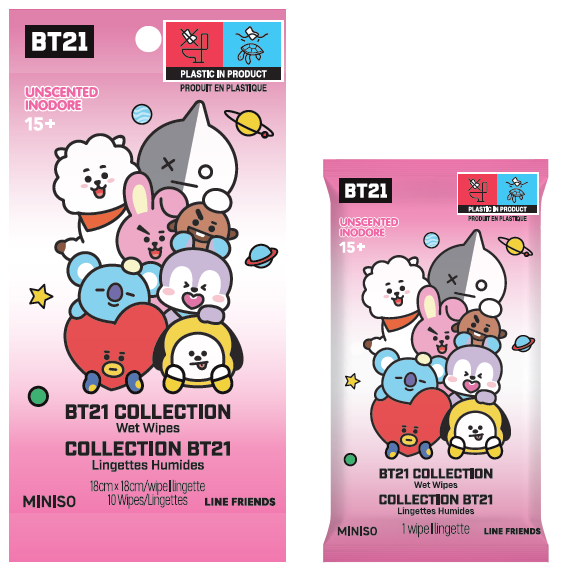 BT21
PLASTIC IN PRODUCT
PRODUIT EN PLASTIQUE
UNSCENTED
INODORE
15+
BT21 COLLECTION
Wet Wipes
COLLECTION BT21
Lingettes Humides
18cm x 18cm/wipe|lingette
10 Wipes/Lingettes
MINISO
LINE FRIENDS
BT21
PLASTIC IN PRODUCT
PRODUIT EN PLASTIQUE
UNSCENTED
INODORE
15+
BT21 COLLECTION
Wet Wipes
COLLECTION BT21
Lingettes Humides
MINISO
1 wipe|lingette
LINE FRIENDS